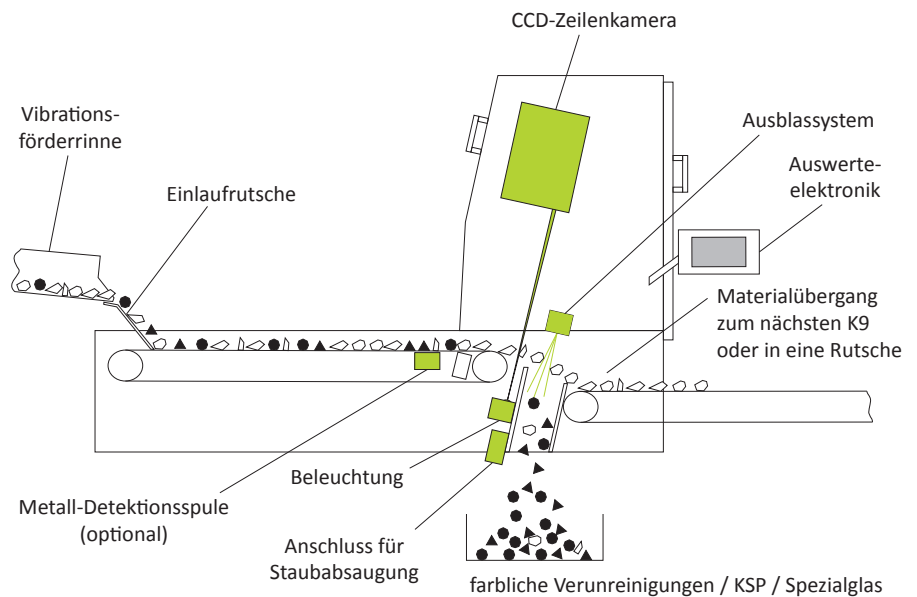 CCD-Zeilenkamera
Vibrations-
förderrinne
Einlaufrutsche
Ausblassystem
Auswerte-
elektronik
Materialübergang
zum nächsten K9
oder in eine Rutsche
Beleuchtung
Metall-Detektionsspule
(optional)
Anschluss für
Staubabsaugung
farbliche Verunreinigungen / KSP / Spezialglas